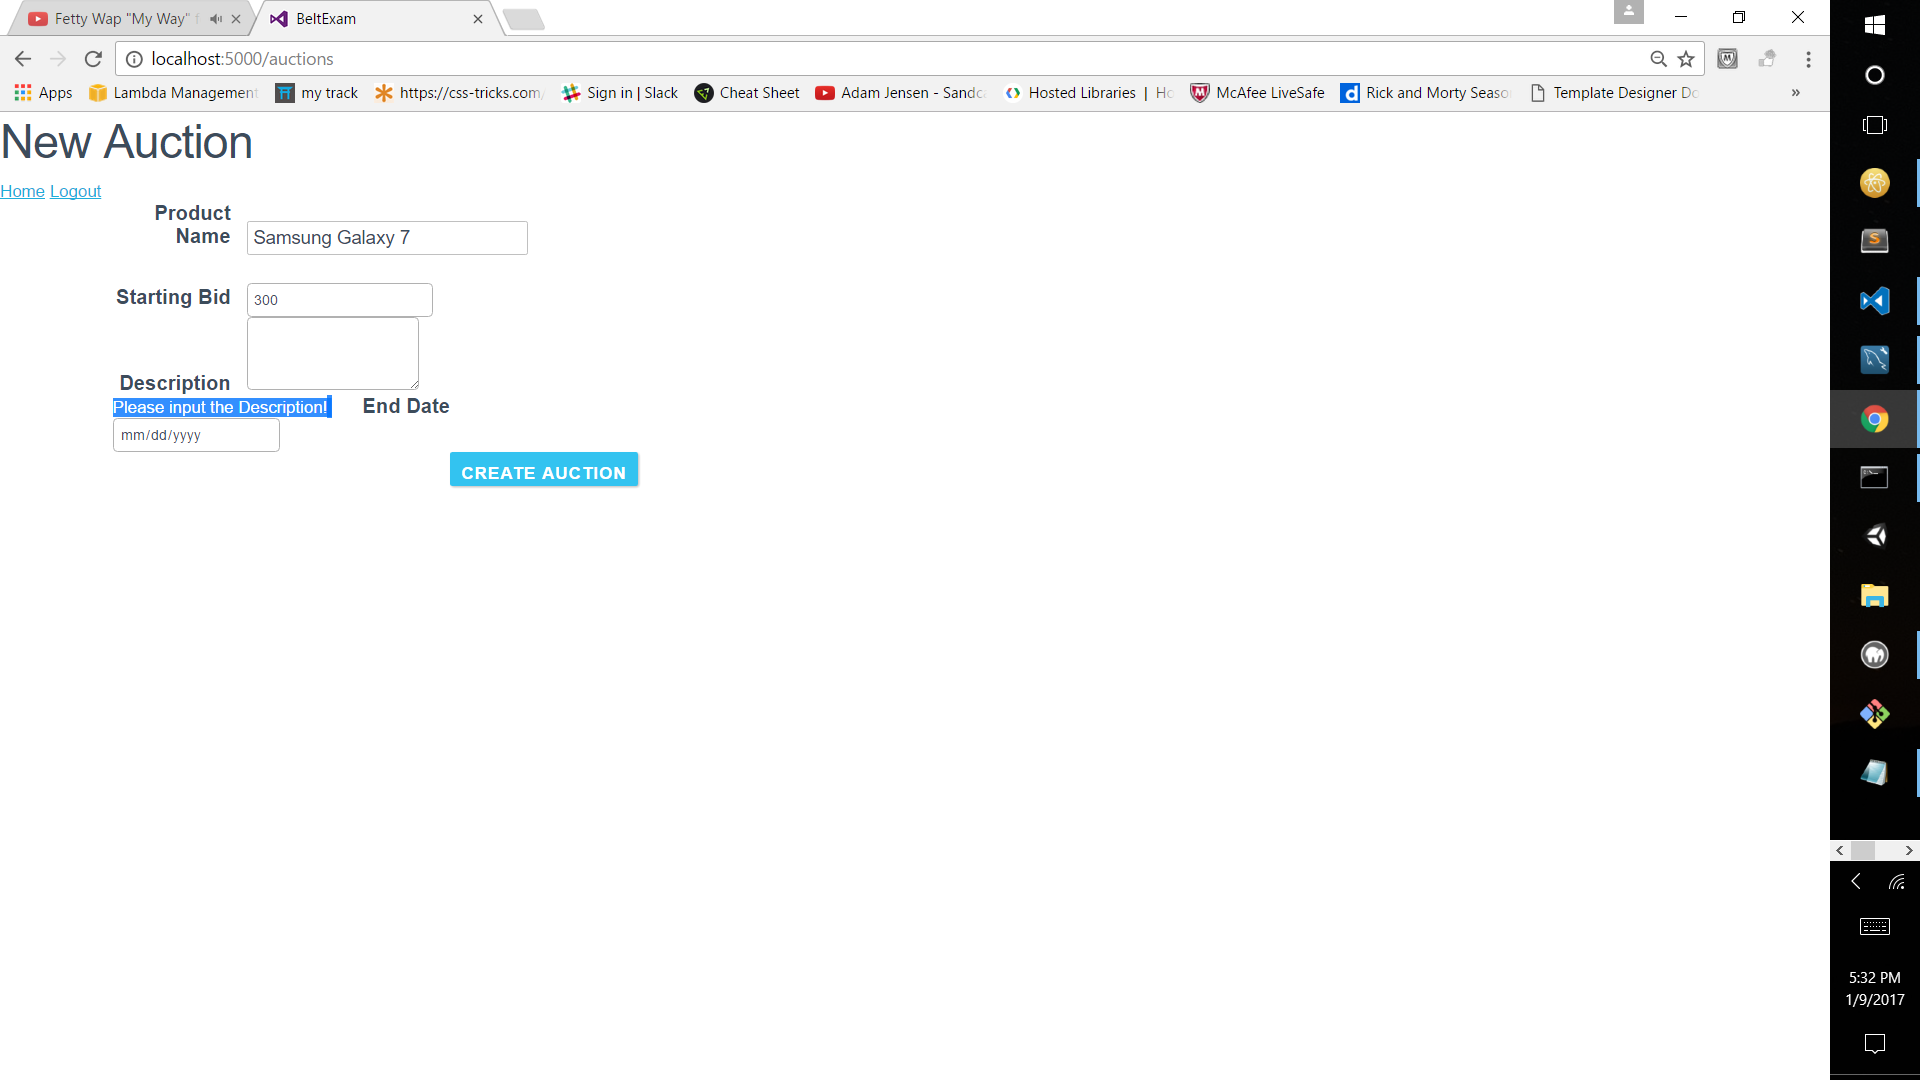 Fetty Wap "My Way" f
BeltExam
localhost:5000/auctions
Apps Lambda Management my track https://css-tricks.com/ Sign in | Slack Cheat Sheet Adam Jensen - Sandc Hosted Libraries | Ho McAfee LiveSafe Rick and Morty Seaso Template Designer Do »
New Auction
Home Logout
Product
Name Samsung Galaxy 7
Starting Bid 300
Description
Please input the Description! End Date
mm/dd/yyyy
CREATE AUCTION
5:32 PM
1/9/2017